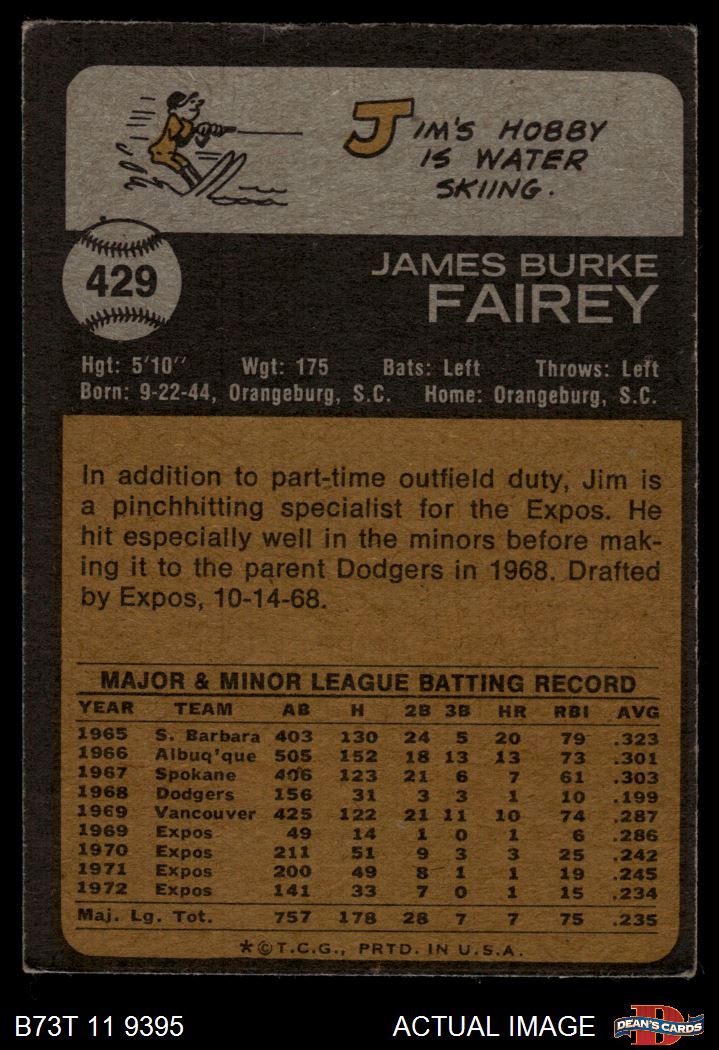 JIM'S HOBBY
IS WATER
SKIING.
429
JAMES BURKE
FAIREY
Hgt: 5'10" Wgt: 175 Bats: Left Throws: Left
Born: 9-22-44, Orangeburg, S.C. Home: Orangeburg, S.C.
In addition to part-time outfield duty, Jim is
a pinchhitting specialist for the Expos. He
hit especially well in the minors before mak-
ing it to the parent Dodgers in 1968. Drafted
by Expos, 10-14-68.
MAJOR & MINOR LEAGUE BATTING RECORD
YEAR TEAM AB H 2B 3B HR RBI AVG
1965 S. Barbara 403 130 24 5 20 79 .323
1966 Albuq'que 505 152 18 13 13 73 .301
1967 Spokane 406 123 21 6 7 61 .303
1968 Dodgers 156 31 3 3 1 10 .199
1969 Vancouver 425 122 21 11 10 74 .287
1969 Expos 49 14 1 0 1 6 .286
1970 Expos 211 51 9 3 3 25 .242
1971 Expos 200 49 8 1 1 19 .245
1972 Expos 141 33 7 0 1 15 .234
Maj. Lg. Tot. 757 178 28 7 7 75 .235
*©T.C.G., PRTD. IN U.S.A.
B73T 11 9395 ACTUAL IMAGE D DEAN'S CARDS